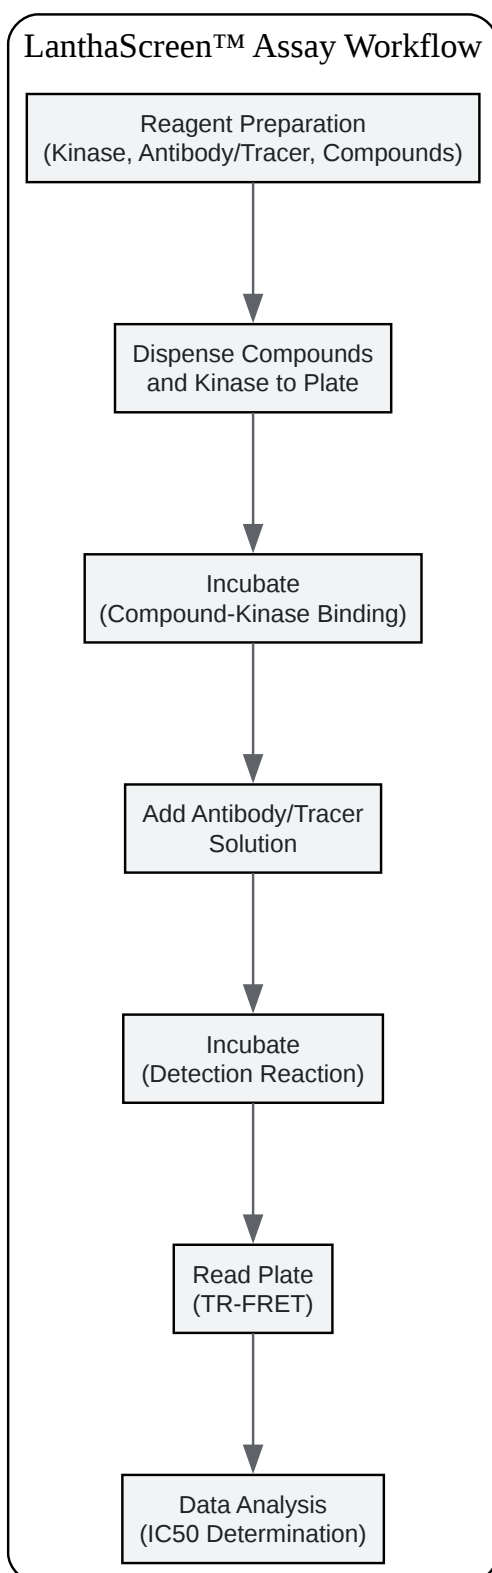 LanthaScreen™ Assay Workflow
Reagent Preparation
(Kinase, Antibody/Tracer, Compounds)
Dispense Compounds
and Kinase to Plate
Incubate
(Compound-Kinase Binding)
Add Antibody/Tracer
Solution
Incubate
(Detection Reaction)
Read Plate
(TR-FRET)
Data Analysis
(IC50 Determination)